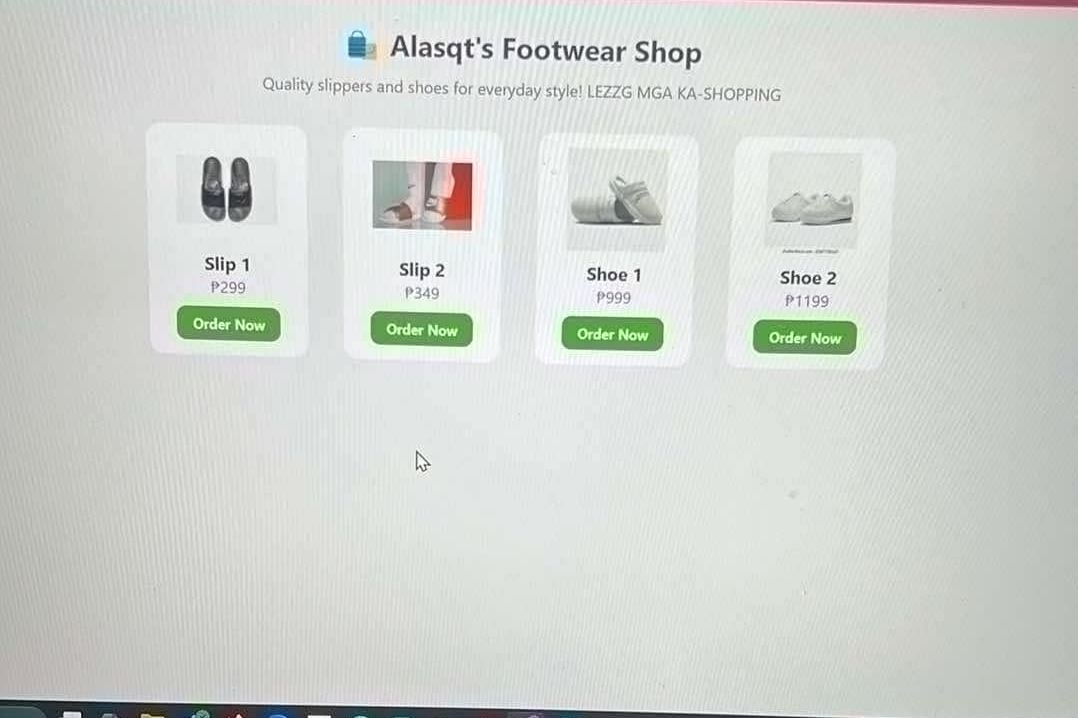 Alasqt's Footwear Shop
Quality slippers and shoes for everyday style! LEZZG MGA KA-SHOPPING
Slip 1
₱299
Order Now
Slip 2
₱349
Order Now
Shoe 1
₱999
Order Now
Shoe 2
₱1199
Order Now